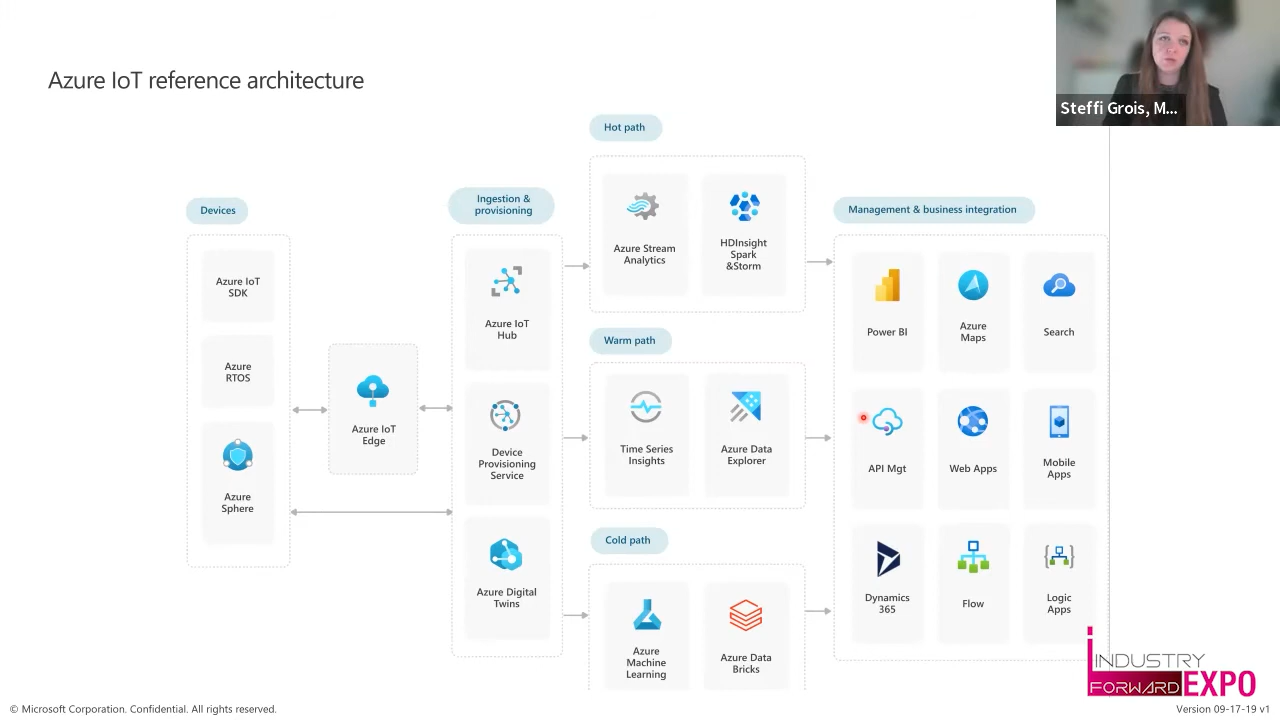 Azure IoT reference architecture
Steffi Grois, M...
Devices
Azure IoT
SDK
Azure
RTOS
Azure
Sphere
Azure IoT
Edge
Ingestion &
provisioning
Azure IoT
Hub
Device
Provisioning
Service
Azure Digital
Twins
Hot path
Azure Stream
Analytics
HDInsight
Spark
&Storm
Warm path
Time Series
Insights
Azure Data
Explorer
Cold path
Azure
Machine
Learning
Azure Data
Bricks
Management & business integration
Power BI
Azure
Maps
Search
API Mgt
Web Apps
Mobile
Apps
Dynamics
365
Flow
Logic
Apps
INDUSTRY
FORWARD EXPO
© Microsoft Corporation. Confidential. All rights reserved.
Version 09-17-19 v1